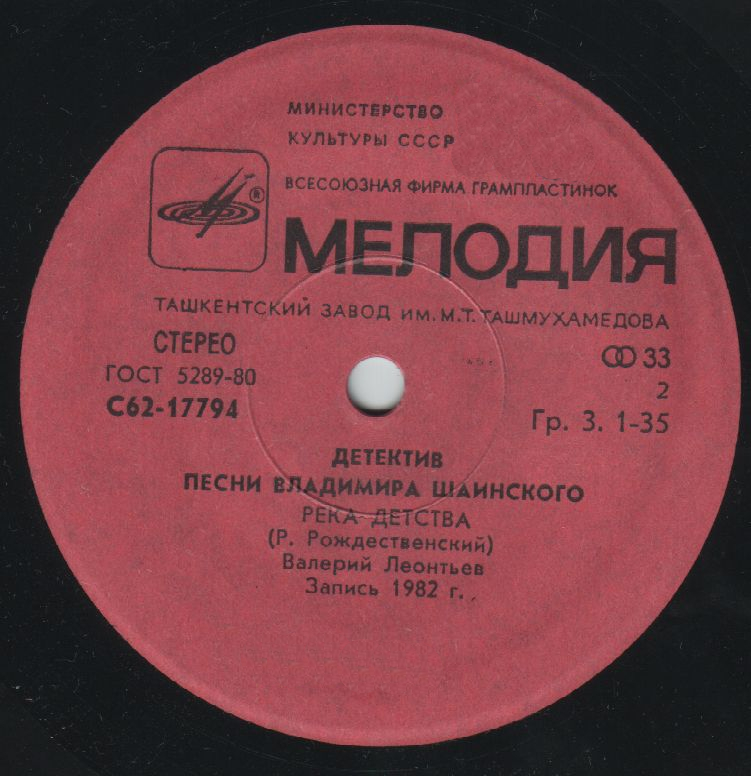 МИНИСТЕРСТВО
КУЛЬТУРЫ СССР
ВСЕСОЮЗНАЯ ФИРМА ГРАМПЛАСТИНОК
®
МЕЛОДИЯ
ТАШКЕНТСКИЙ ЗАВОД ИМ. М.Т. ТАШМУХАМЕДОВА
СТЕРЕО
33
ГОСТ 5289-80
2
С62-17794
Гр. 3. 1-35
ДЕТЕКТИВ
ПЕСНИ ВЛАДИМИРА ШАИНСКОГО
РЕКА ДЕТСТВА
(Р. Рождественский)
Валерий Леонтьев
Запись 1982 г.